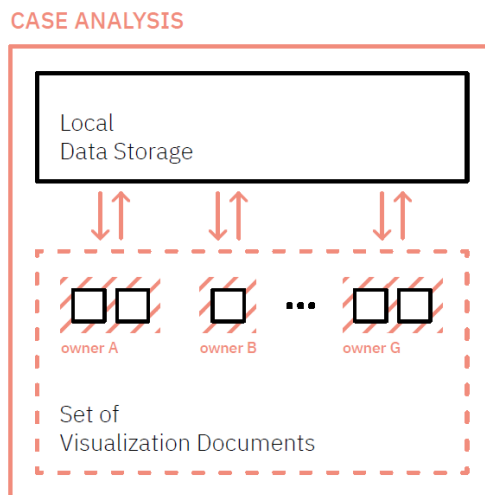 CASE ANALYSIS
Local
Data Storage
owner A
owner B
owner G
Set of
Visualization Documents